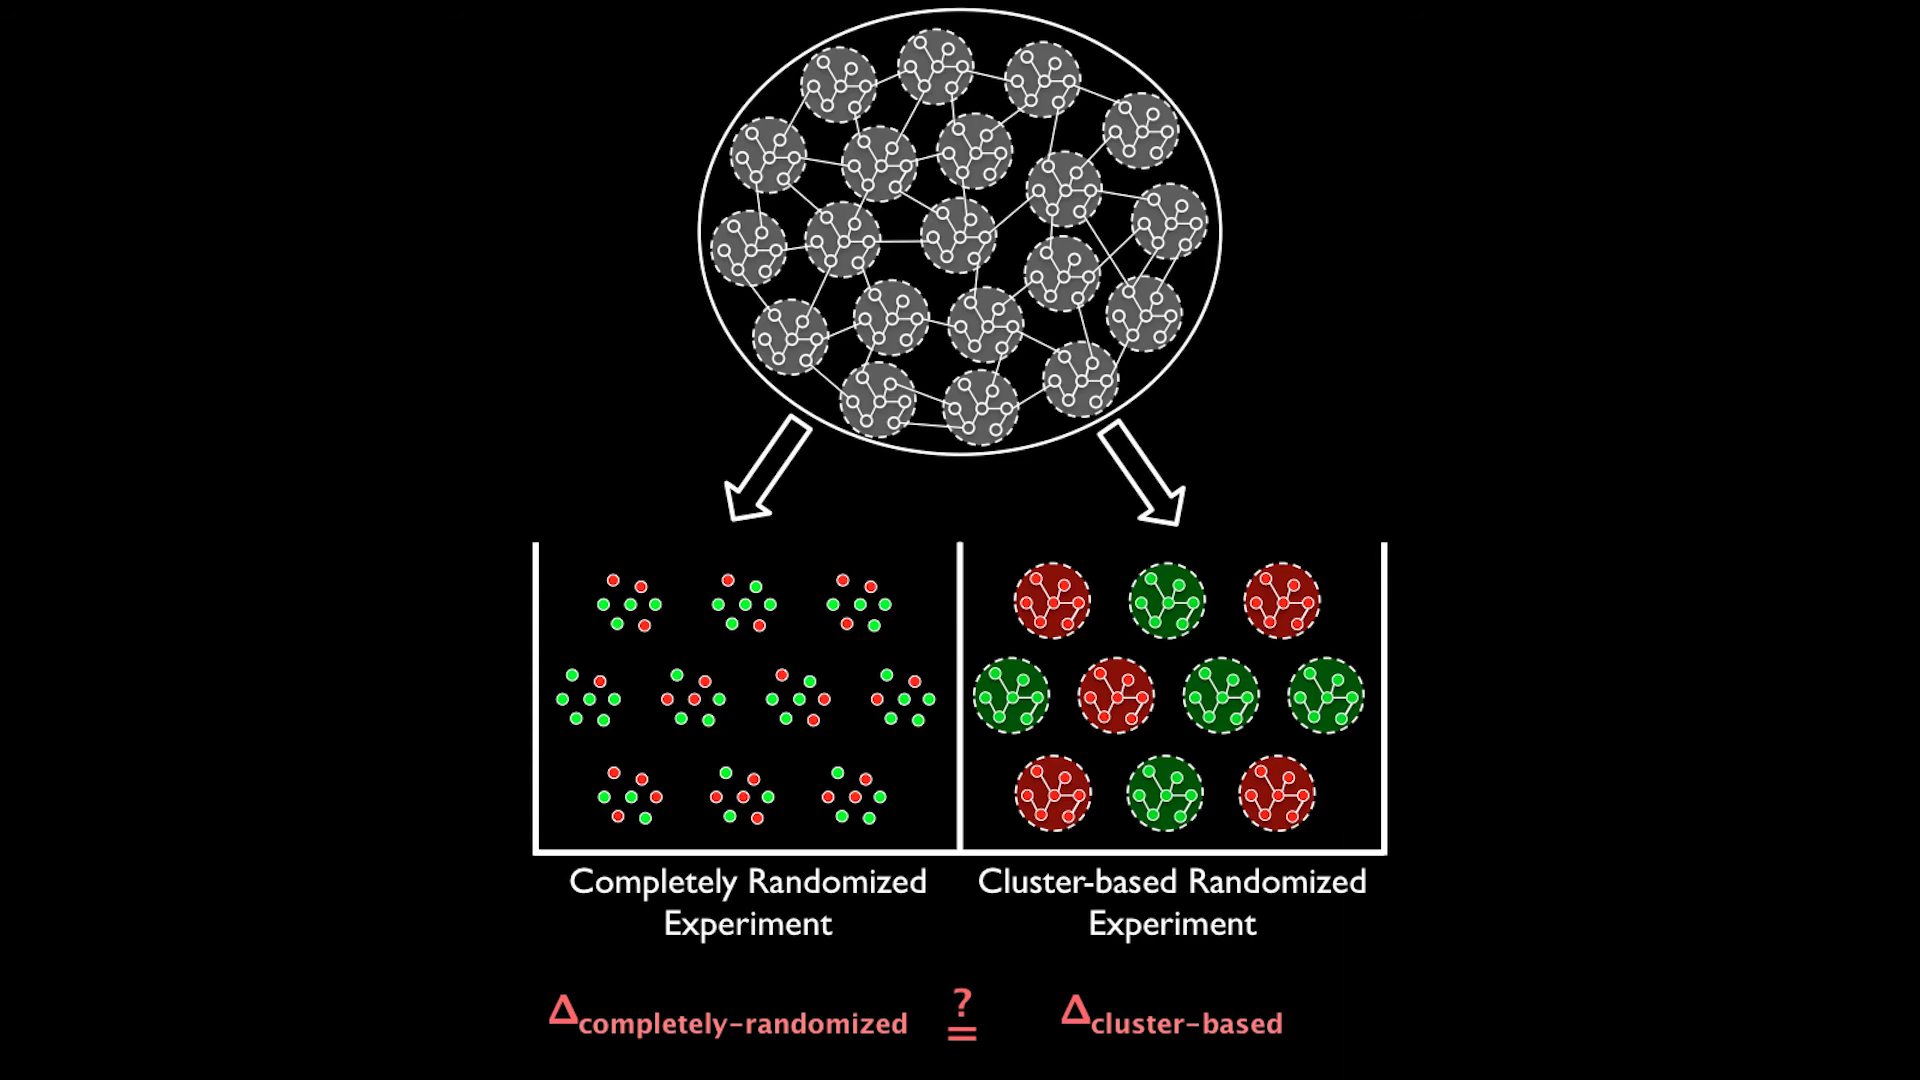 Completely Randomized
Experiment
Cluster-based Randomized
Experiment
Δcompletely-randomized ?= Δcluster-based